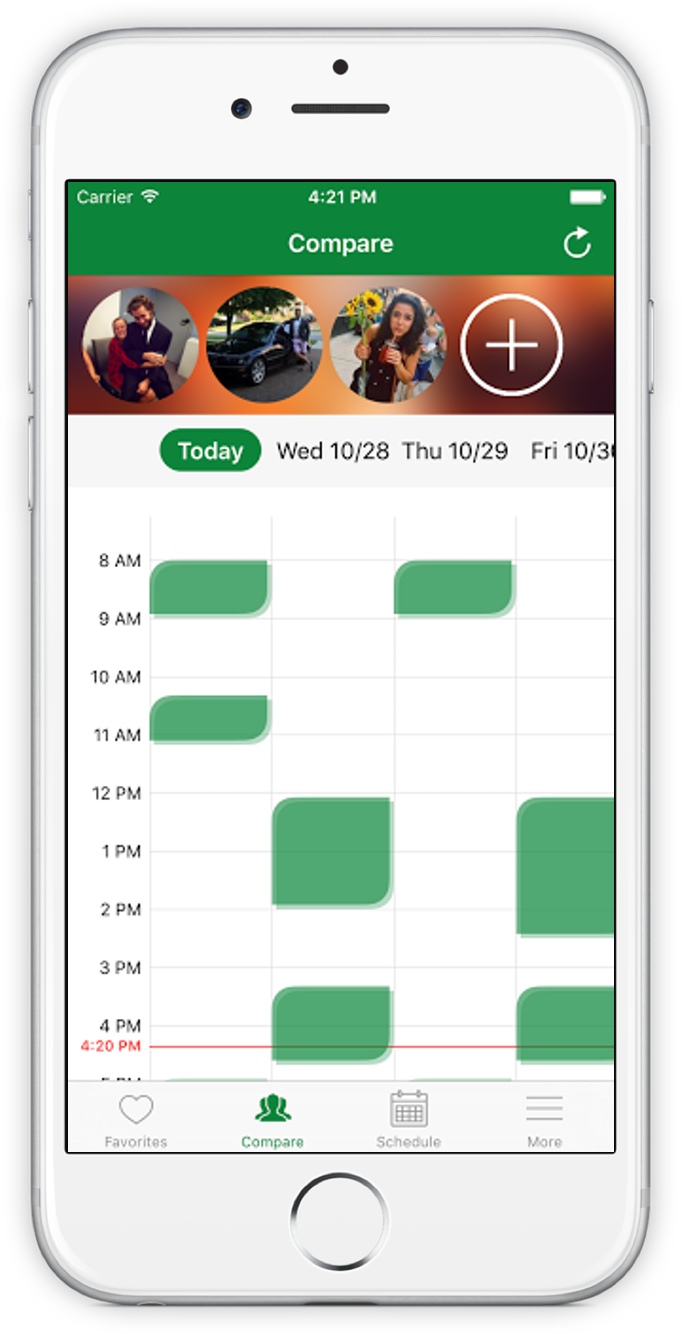 Carrier 4:21 PM
Compare
Today Wed 10/28 Thu 10/29 Fri 10/30
8 AM
9 AM
10 AM
11 AM
12 PM
1 PM
2 PM
3 PM
4 PM
4:20 PM
5 PM
Favorites Compare Schedule More